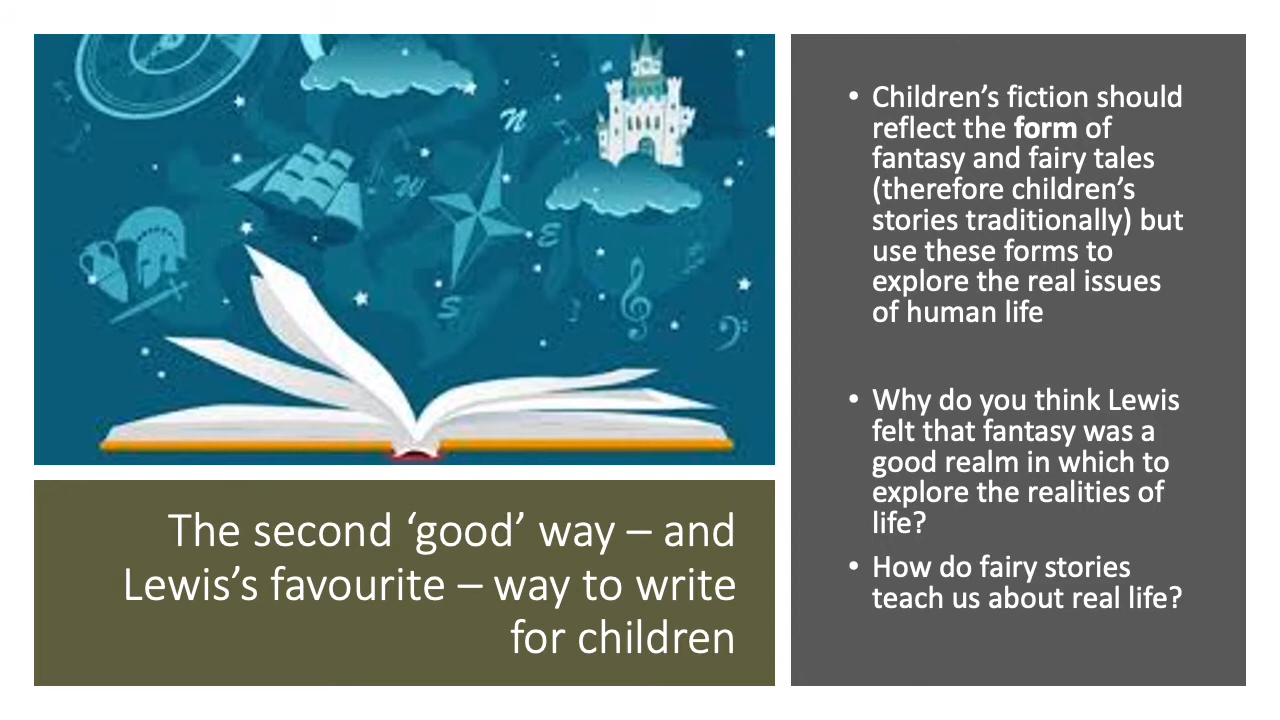 N
W
E
S
The second ‘good’ way – and
Lewis’s favourite – way to write
for children
• Children’s fiction should
reflect the form of
fantasy and fairy tales
(therefore children’s
stories traditionally) but
use these forms to
explore the real issues
of human life
• Why do you think Lewis
felt that fantasy was a
good realm in which to
explore the realities of
life?
• How do fairy stories
teach us about real life?